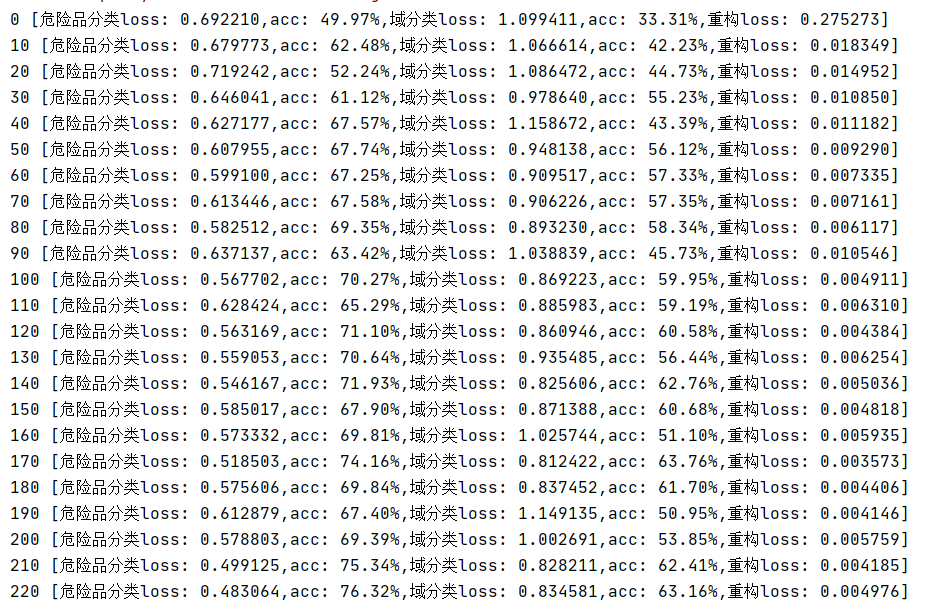 0 [危险品分类loss: 0.692210,acc: 49.97%,域分类loss: 1.099411,acc: 33.31%,重构loss: 0.275273]
10 [危险品分类loss: 0.679773,acc: 62.48%,域分类loss: 1.066614,acc: 42.23%,重构loss: 0.018349]
20 [危险品分类loss: 0.719242,acc: 52.24%,域分类loss: 1.086472,acc: 44.73%,重构loss: 0.014952]
30 [危险品分类loss: 0.646041,acc: 61.12%,域分类loss: 0.978640,acc: 55.23%,重构loss: 0.010850]
40 [危险品分类loss: 0.627177,acc: 67.57%,域分类loss: 1.158672,acc: 43.39%,重构loss: 0.011182]
50 [危险品分类loss: 0.607955,acc: 67.74%,域分类loss: 0.948138,acc: 56.12%,重构loss: 0.009290]
60 [危险品分类loss: 0.599100,acc: 67.25%,域分类loss: 0.909517,acc: 57.33%,重构loss: 0.007335]
70 [危险品分类loss: 0.613446,acc: 67.58%,域分类loss: 0.906226,acc: 57.35%,重构loss: 0.007161]
80 [危险品分类loss: 0.582512,acc: 69.35%,域分类loss: 0.893230,acc: 58.34%,重构loss: 0.006117]
90 [危险品分类loss: 0.637137,acc: 63.42%,域分类loss: 1.038839,acc: 45.73%,重构loss: 0.010546]
100 [危险品分类loss: 0.567702,acc: 70.27%,域分类loss: 0.869223,acc: 59.95%,重构loss: 0.004911]
110 [危险品分类loss: 0.628424,acc: 65.29%,域分类loss: 0.885983,acc: 59.19%,重构loss: 0.006310]
120 [危险品分类loss: 0.563169,acc: 71.10%,域分类loss: 0.860946,acc: 60.58%,重构loss: 0.004384]
130 [危险品分类loss: 0.559053,acc: 70.64%,域分类loss: 0.935485,acc: 56.44%,重构loss: 0.006254]
140 [危险品分类loss: 0.546167,acc: 71.93%,域分类loss: 0.825606,acc: 62.76%,重构loss: 0.005036]
150 [危险品分类loss: 0.585017,acc: 67.90%,域分类loss: 0.871388,acc: 60.68%,重构loss: 0.004818]
160 [危险品分类loss: 0.573332,acc: 69.81%,域分类loss: 1.025744,acc: 51.10%,重构loss: 0.005935]
170 [危险品分类loss: 0.518503,acc: 74.16%,域分类loss: 0.812422,acc: 63.76%,重构loss: 0.003573]
180 [危险品分类loss: 0.575606,acc: 69.84%,域分类loss: 0.837452,acc: 61.70%,重构loss: 0.004406]
190 [危险品分类loss: 0.612879,acc: 67.40%,域分类loss: 1.149135,acc: 50.95%,重构loss: 0.004146]
200 [危险品分类loss: 0.578803,acc: 69.39%,域分类loss: 1.002691,acc: 53.85%,重构loss: 0.005759]
210 [危险品分类loss: 0.499125,acc: 75.34%,域分类loss: 0.828211,acc: 62.41%,重构loss: 0.004185]
220 [危险品分类loss: 0.483064,acc: 76.32%,域分类loss: 0.834581,acc: 63.16%,重构loss: 0.004976]